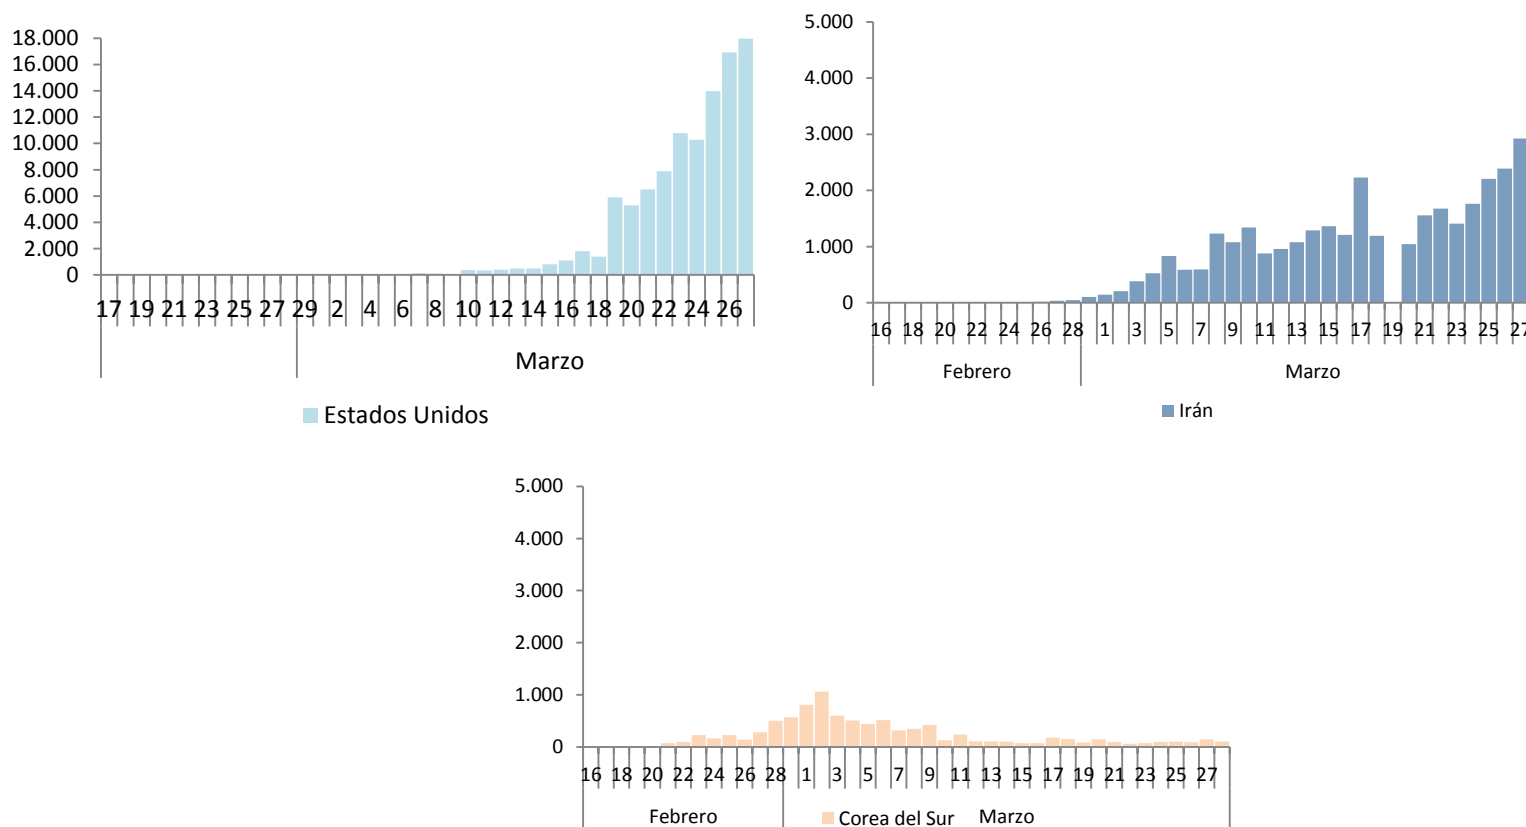 18.000
16.000
14.000
12.000
10.000
8.000
6.000
4.000
2.000
0
17 19 21 23 25 27 29 2 4 6 8 10 12 14 16 18 20 22 24 26
Marzo
Estados Unidos
5.000
4.000
3.000
2.000
1.000
0
16 18 20 22 24 26 28 1 3 5 7 9 11 13 15 17 19 21 23 25 27
Febrero Marzo
Irán
5.000
4.000
3.000
2.000
1.000
0
16 18 20 22 24 26 28 1 3 5 7 9 11 13 15 17 19 21 23 25 27
Febrero Marzo
Corea del Sur